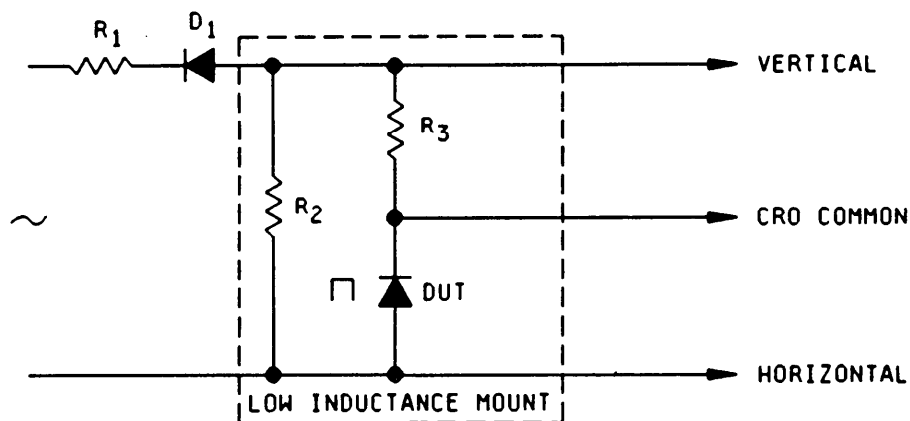 R1
D1
VERTICAL
R3
R2
CRO COMMON
DUT
HORIZONTAL
LOW INDUCTANCE MOUNT